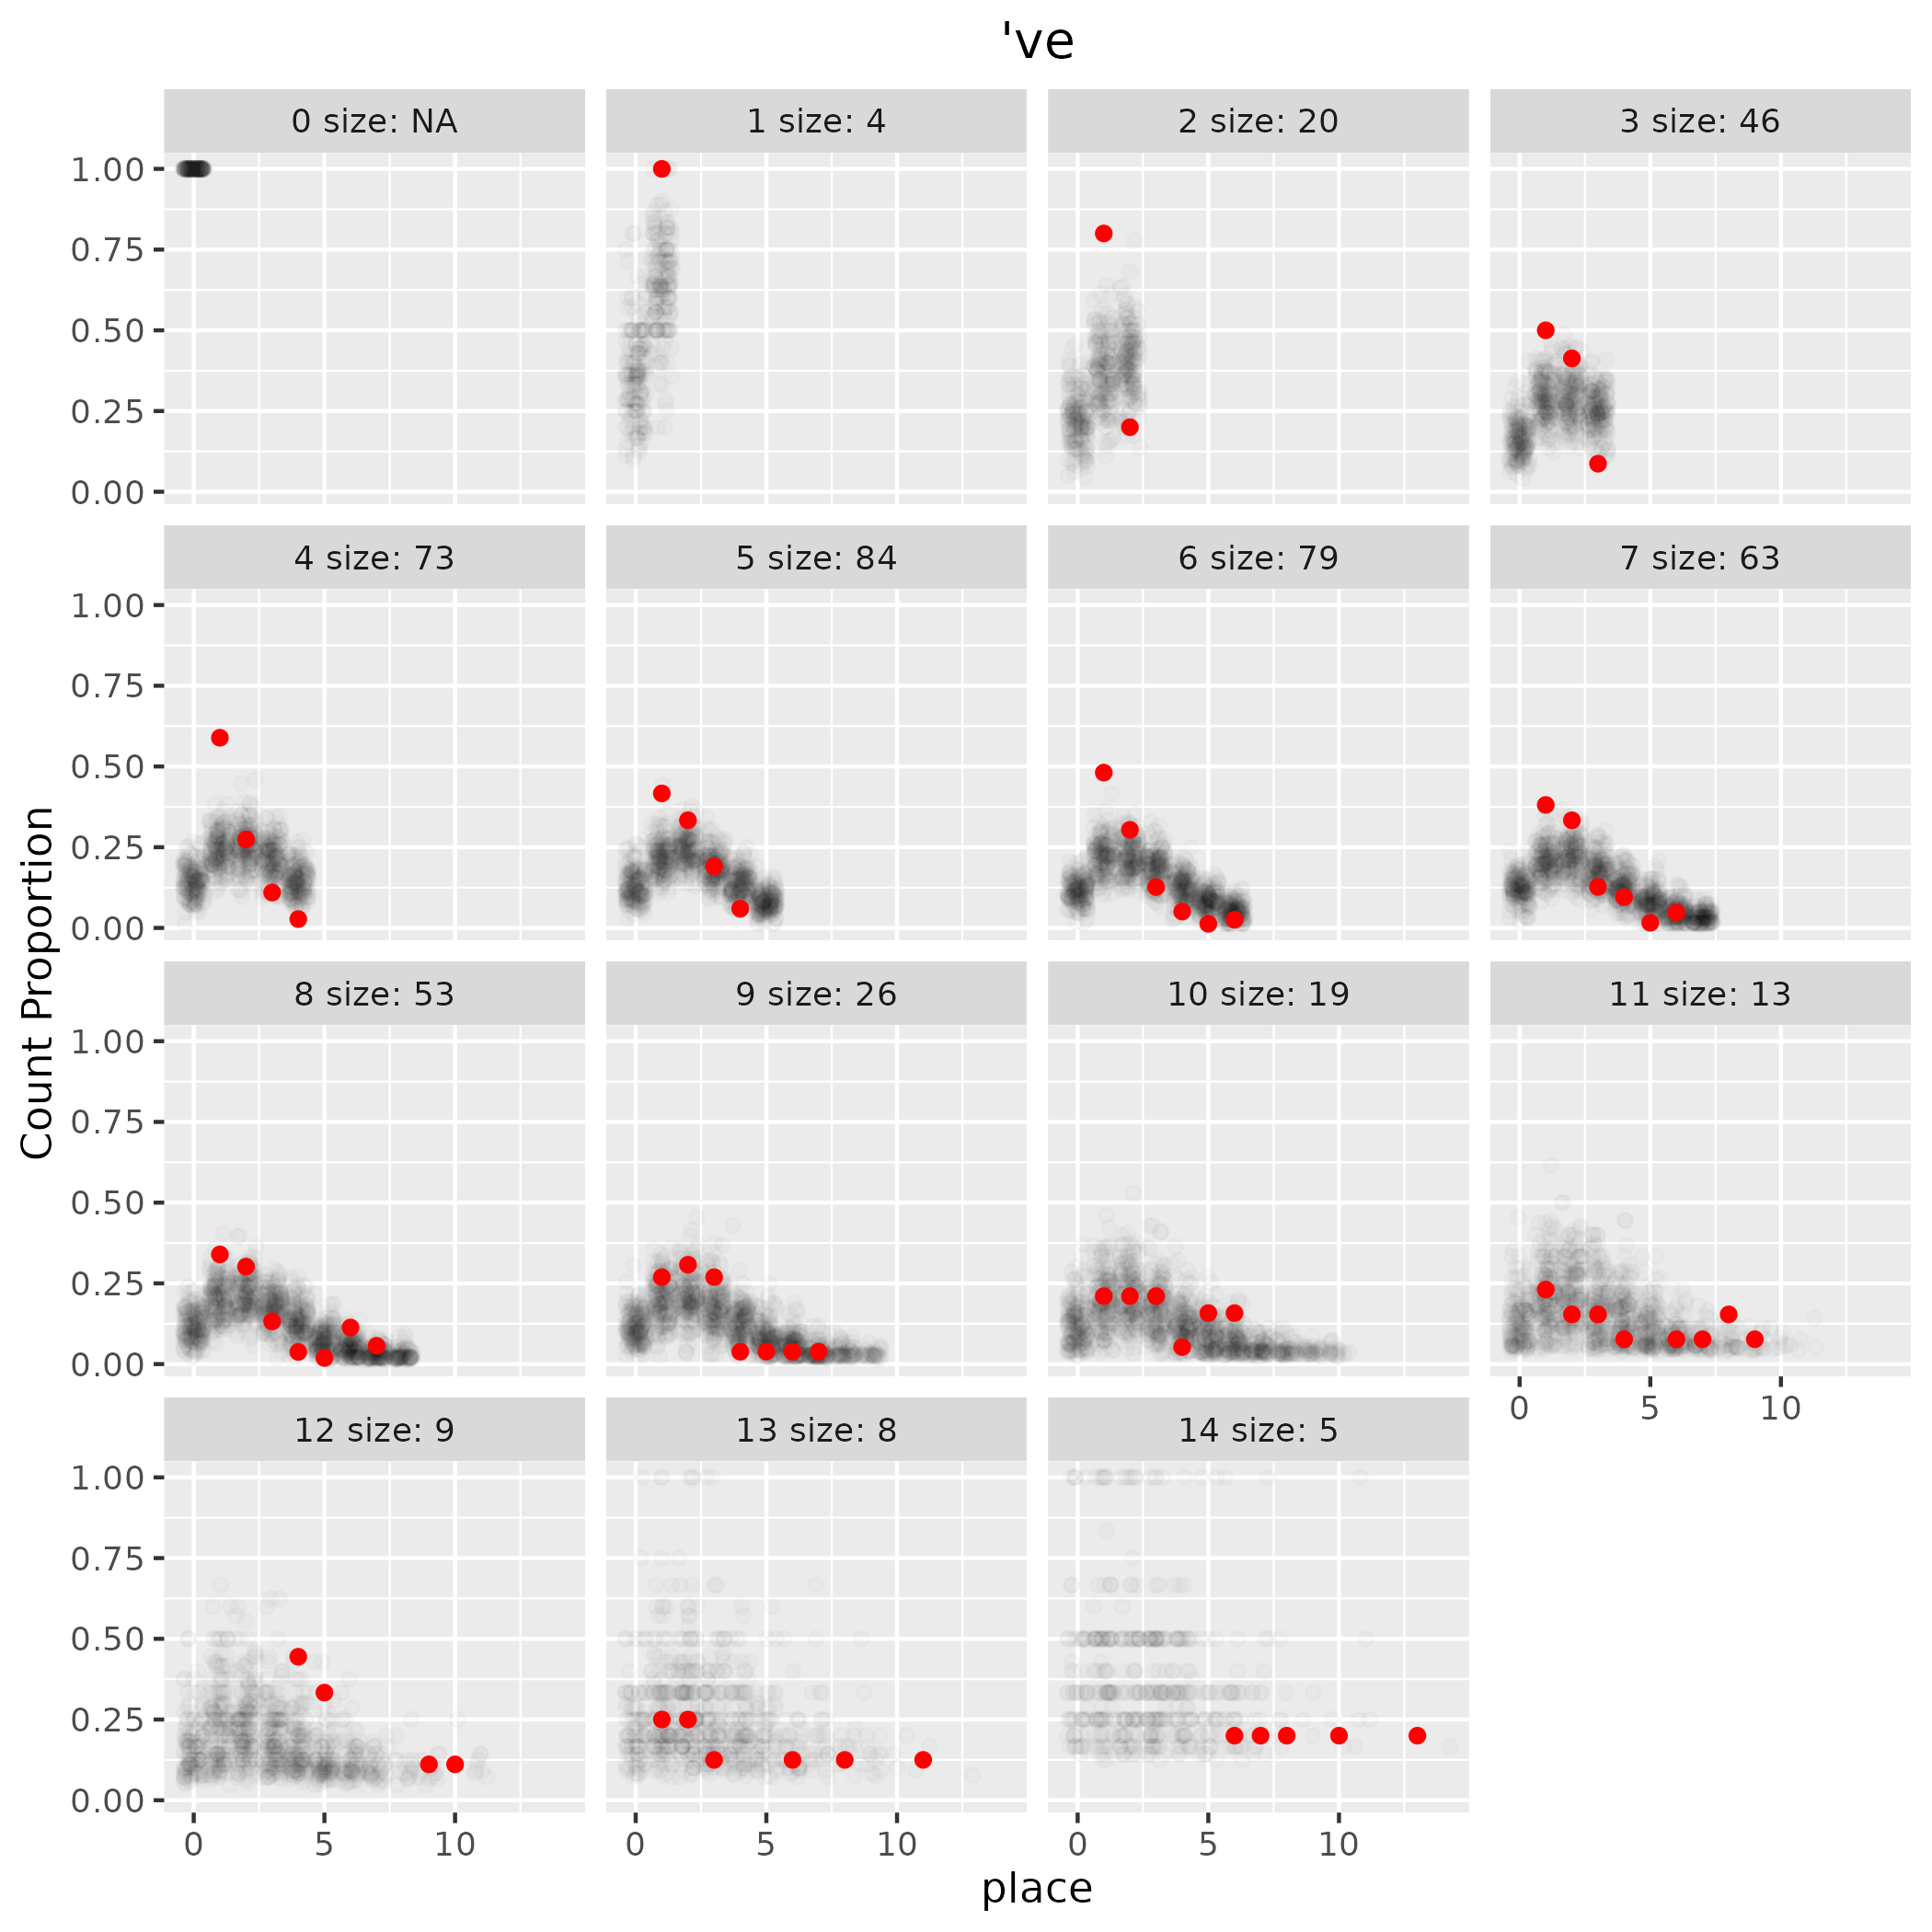 've
0 size: NA
1 size: 4
2 size: 20
3 size: 46
1.00
0.75
0.50
0.25
0.00
4 size: 73
5 size: 84
6 size: 79
7 size: 63
1.00
0.75
0.50
0.25
0.00
Count Proportion
8 size: 53
9 size: 26
10 size: 19
11 size: 13
1.00
0.75
0.50
0.25
0.00
0 5 10
12 size: 9
13 size: 8
14 size: 5
1.00
0.75
0.50
0.25
0.00
0 5 10
0 5 10
0 5 10
place